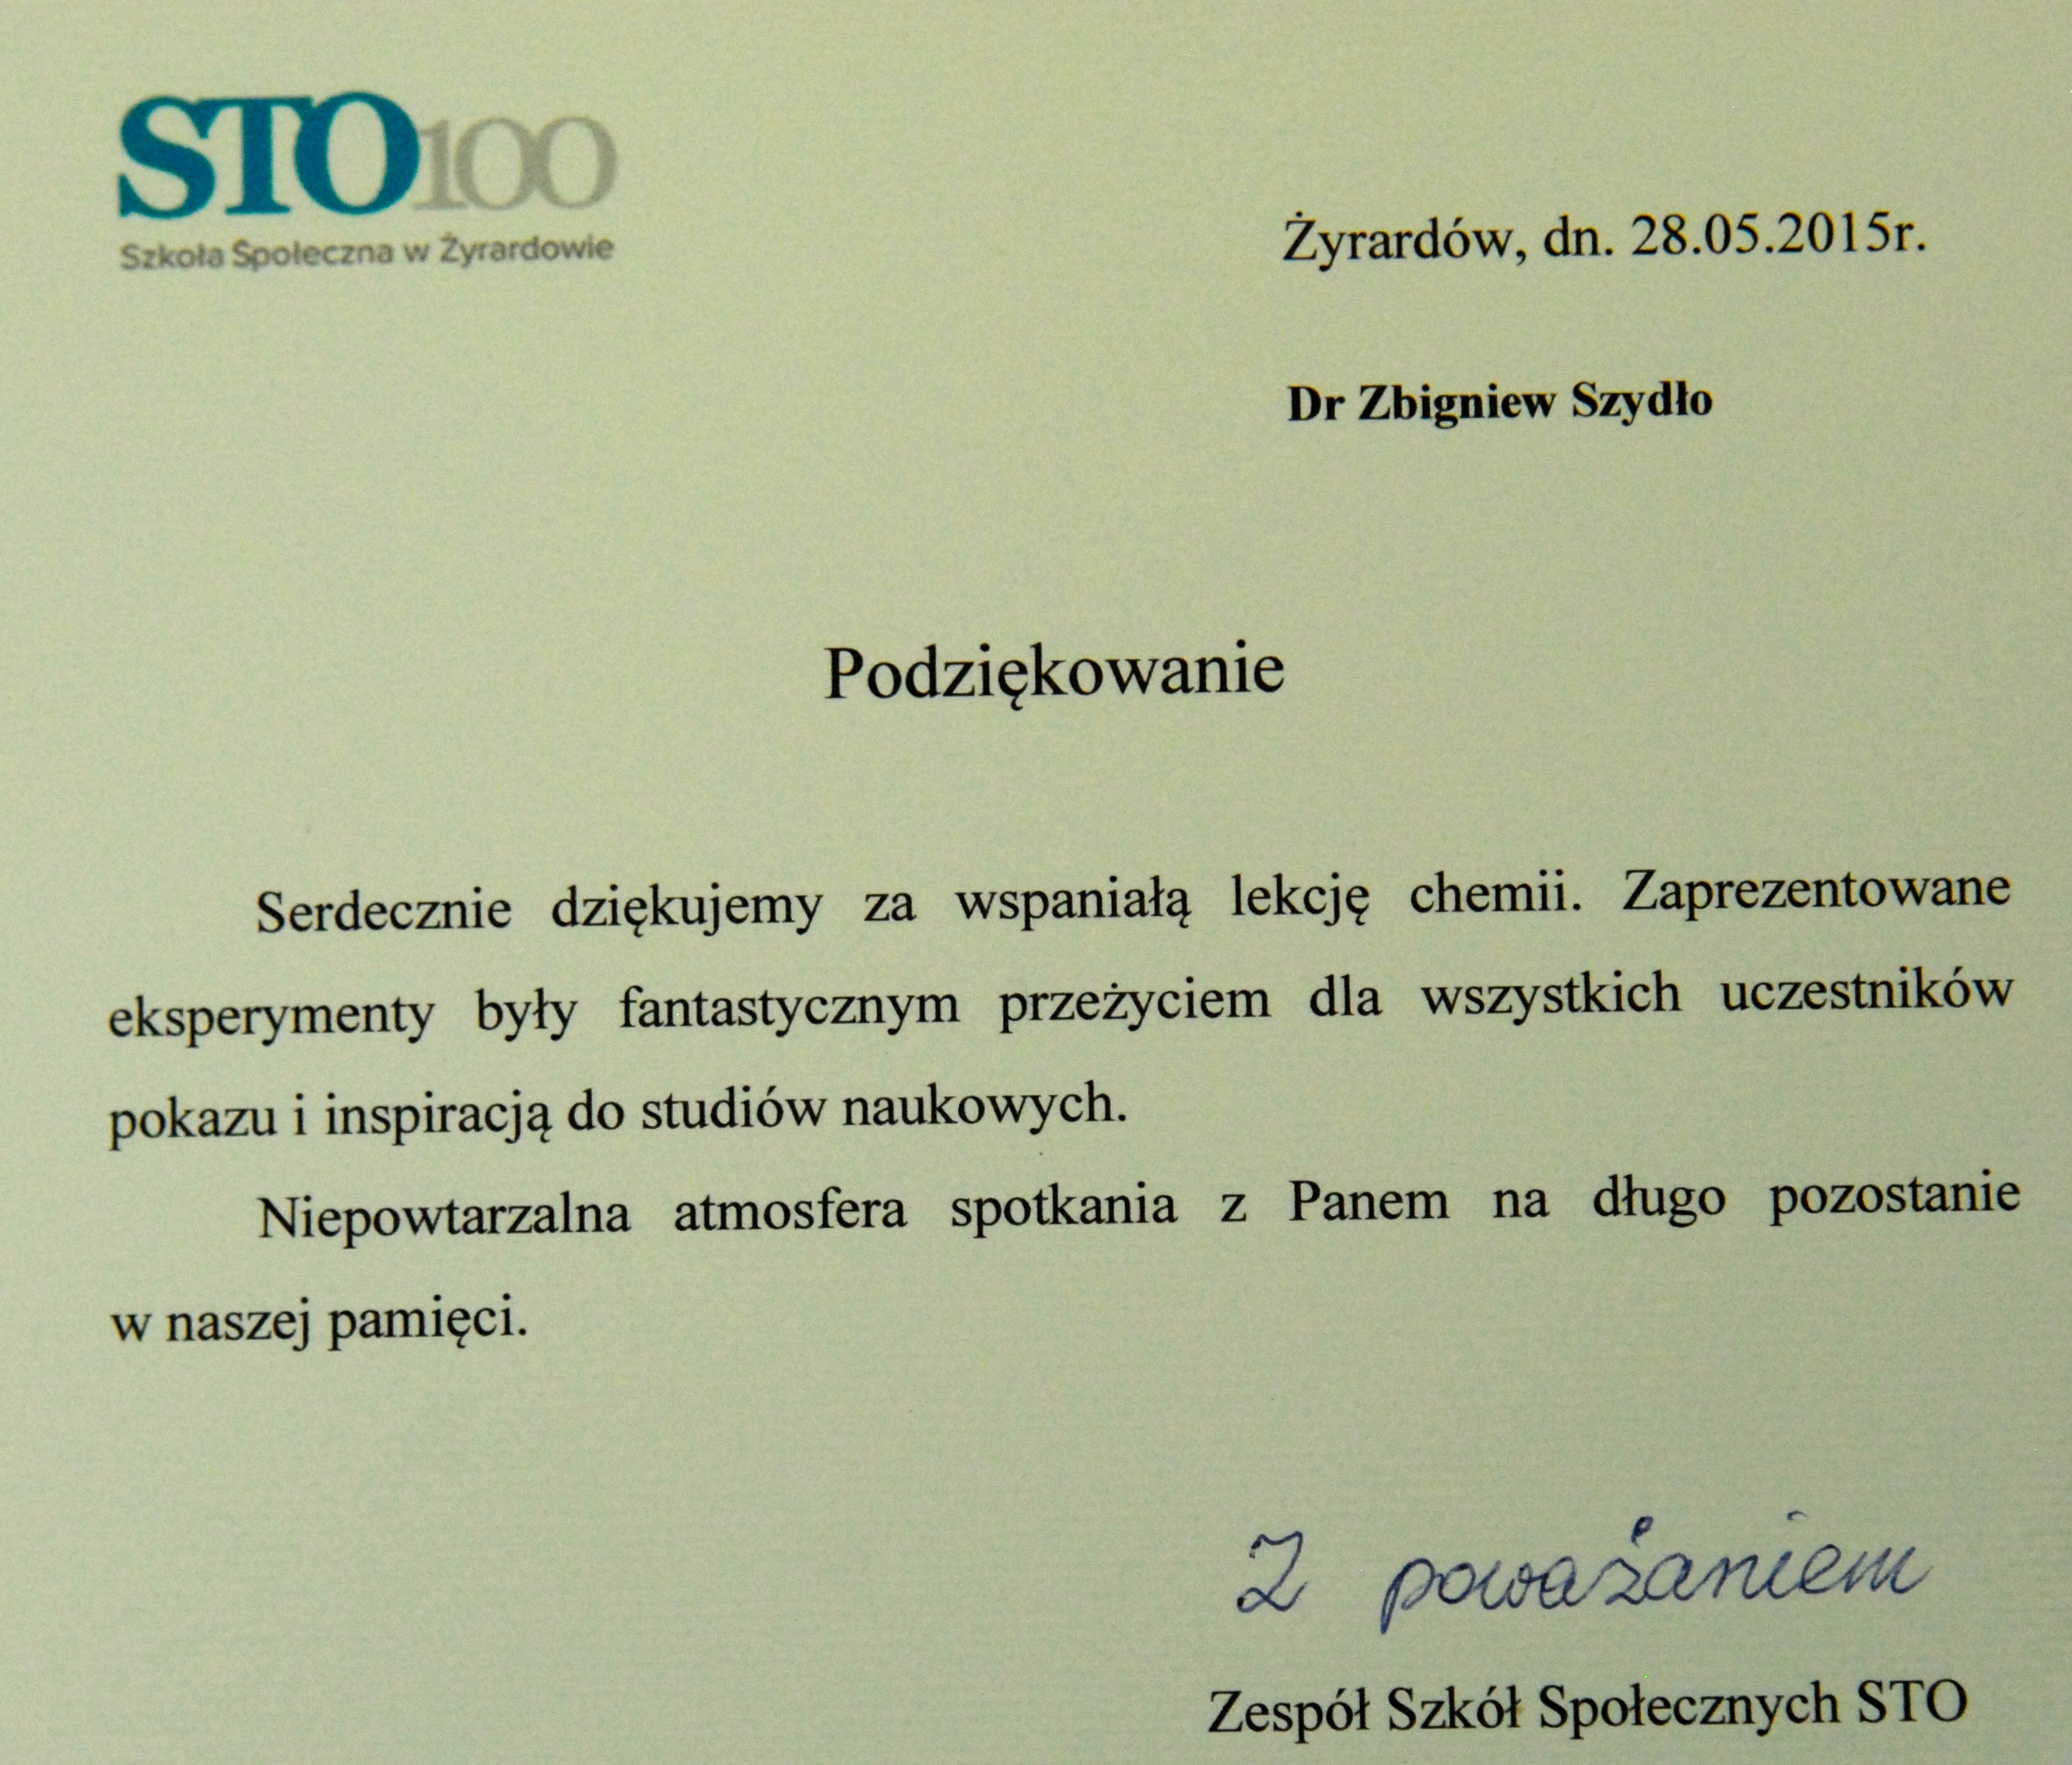 STO100
Szkoła Społeczna w Żyrardowie
Żyrardów, dn. 28.05.2015r.
Dr Zbigniew Szydło
Podziękowanie
Serdecznie dziękujemy za wspaniałą lekcję chemii. Zaprezentowane
eksperymenty były fantastycznym przeżyciem dla wszystkich uczestników
pokazu i inspiracją do studiów naukowych.
Niepowtarzalna atmosfera spotkania z Panem na długo pozostanie
w naszej pamięci.
Z poważaniem
Zespół Szkół Społecznych STO